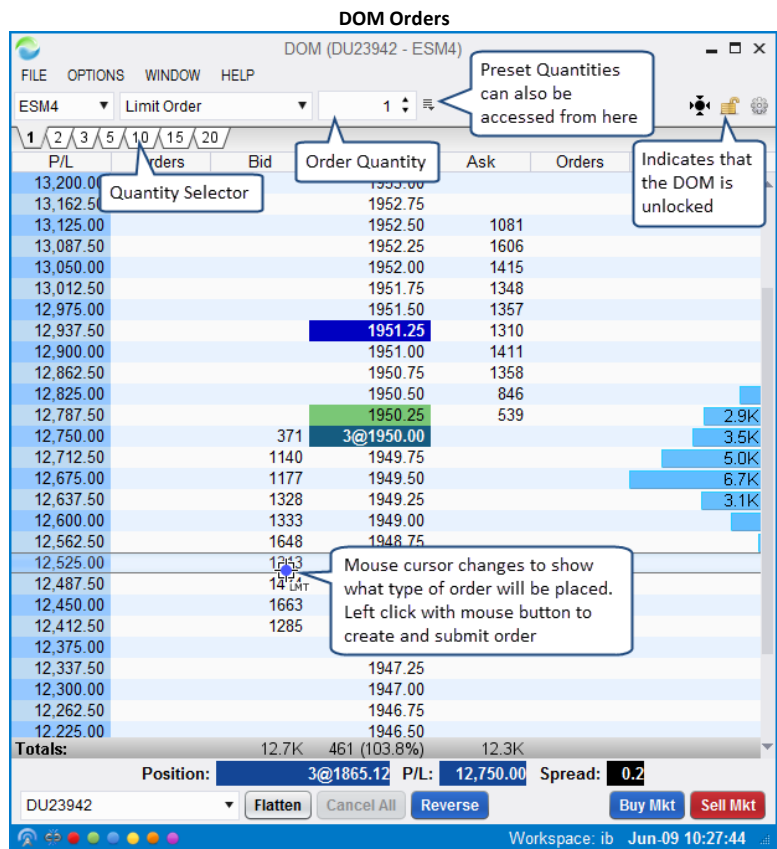 DOM Orders
DOM (DU23942 - ESM4)
FILE OPTIONS WINDOW HELP
Preset Quantities
can also be
accessed from here
ESM4 Limit Order 1
1 2 3 5 10 15 20
P/L Orders Bid Ask Orders
Order Quantity
Quantity Selector
Indicates that
the DOM is
unlocked
13,200.00 1953.00
13,162.50 1952.75
13,125.00 1952.50 1081
13,087.50 1952.25 1606
13,050.00 1952.00 1415
13,012.50 1951.75 1348
12,975.00 1951.50 1357
12,937.50 1951.25 1310
12,900.00 1951.00 1411
12,862.50 1950.75 1358
12,825.00 1950.50 846
12,787.50 1950.25 539 2.9K
12,750.00 371 3@1950.00 3.5K
12,712.50 1140 1949.75 5.0K
12,675.00 1177 1949.50 6.7K
12,637.50 1328 1949.25 3.1K
12,600.00 1333 1949.00
12,562.50 1648 1948.75
12,525.00
12,487.50 LMT
12,450.00 1663
12,412.50 1285
Mouse cursor changes to show
what type of order will be placed.
Left click with mouse button to
create and submit order
12,375.00
12,337.50 1947.25
12,300.00 1947.00
12,262.50 1946.75
12,225.00 1946.50
Totals: 12.7K 461 (103.8%) 12.3K
Position: 3@1865.12 P/L: 12,750.00 Spread: 0.2
DU23942 Flatten Cancel All Reverse Buy Mkt Sell Mkt
Workspace: ib Jun-09 10:27:44